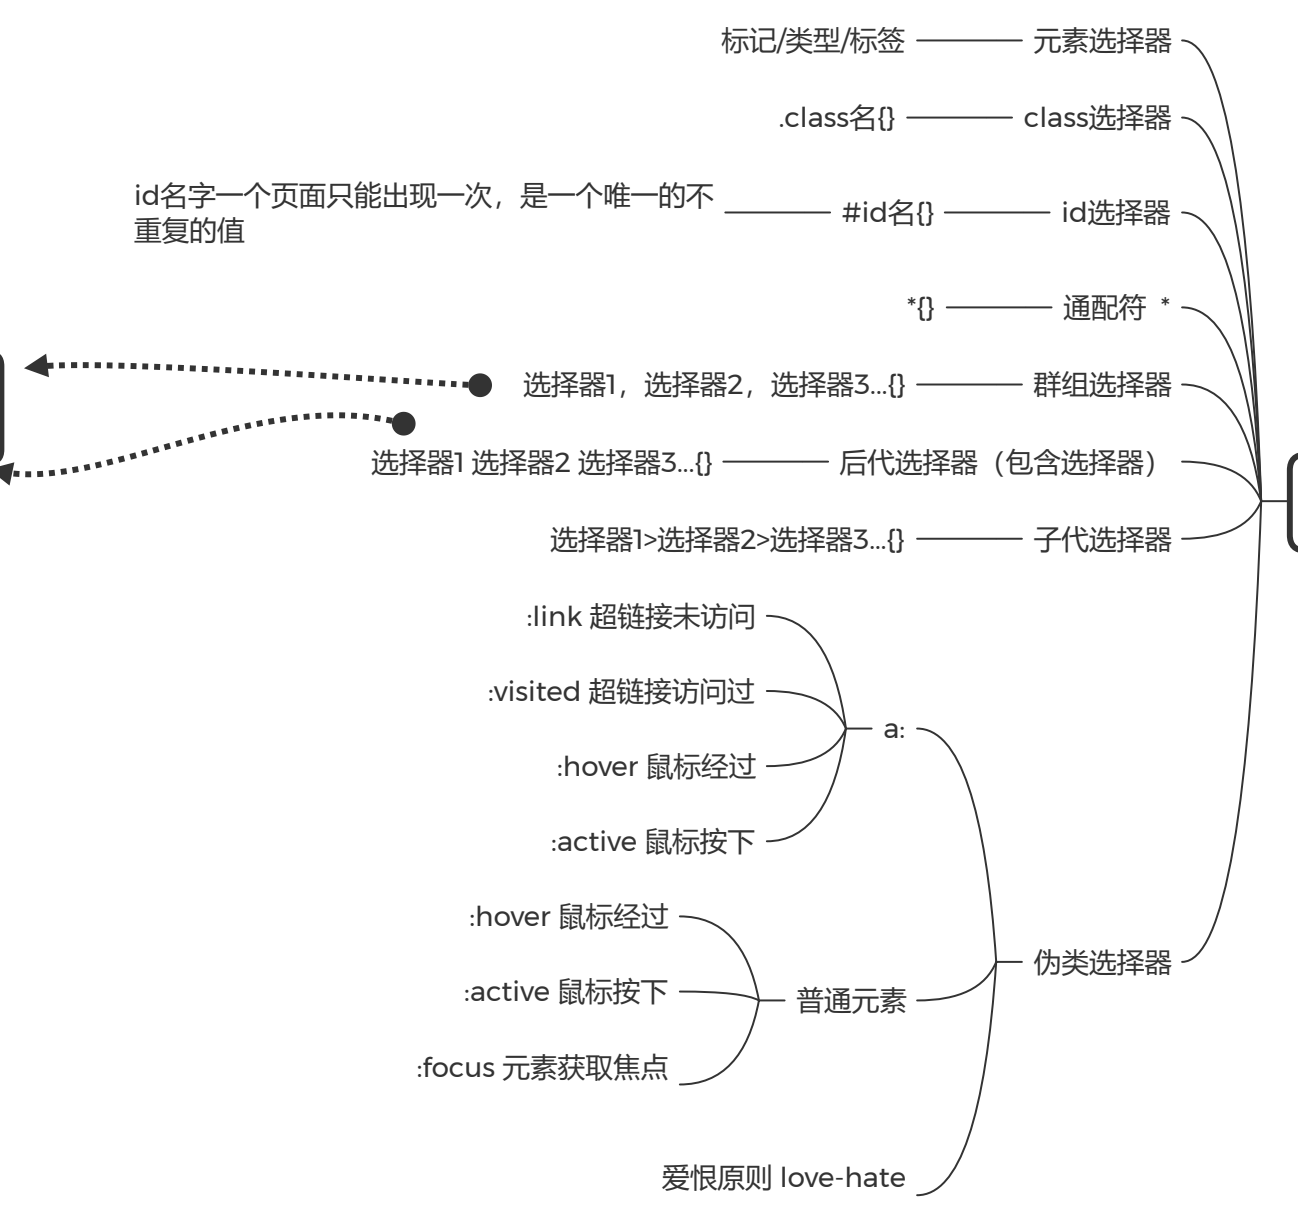 标记/类型/标签
元素选择器
.class名{}
class选择器
id名字一个页面只能出现一次，是一个唯一的不
重复的值
#id名{}
id选择器
*{}
通配符 *
选择器1，选择器2，选择器3...{}
群组选择器
选择器1 选择器2 选择器3...{}
后代选择器（包含选择器）
选择器1>选择器2>选择器3...{}
子代选择器
:link 超链接未访问
:visited 超链接访问过
a:
:hover 鼠标经过
:active 鼠标按下
:hover 鼠标经过
伪类选择器
:active 鼠标按下
普通元素
:focus 元素获取焦点
爱恨原则 love-hate